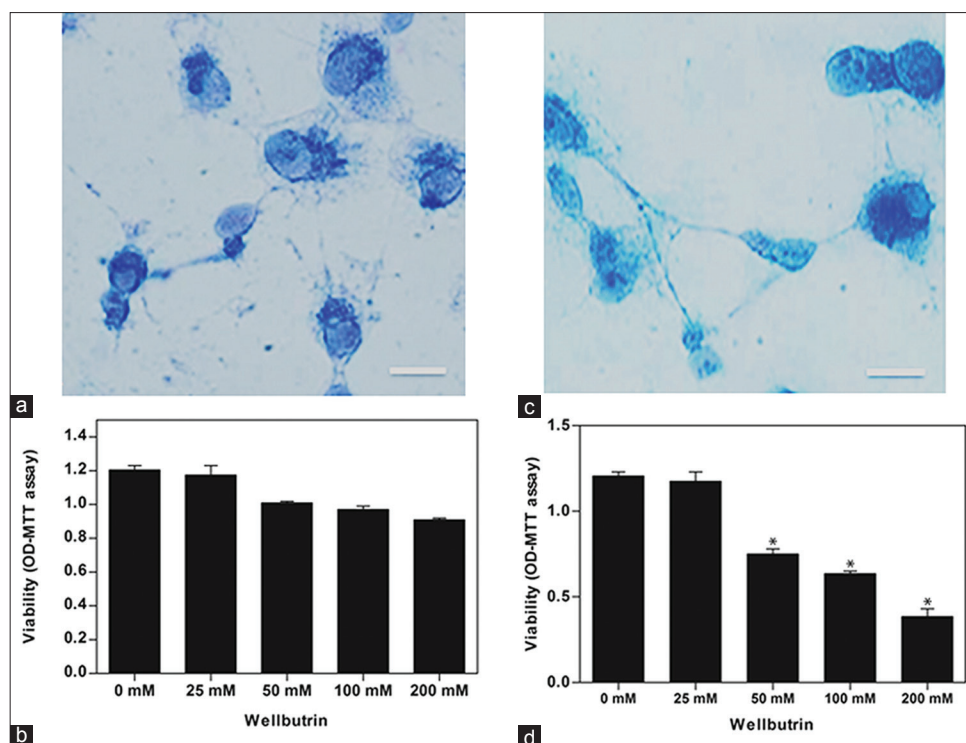 a
c
Viability (OD-MTT assay)
1.4
1.2
1.0
0.8
0.6
0.4
0.2
0.0
0 mM 25 mM 50 mM 100 mM 200 mM
Wellbutrin
b
Viability (OD-MTT assay)
1.5
1.0
0.5
0.0
*
*
*
0 mM 25 mM 50 mM 100 mM 200 mM
Wellbutrin
d